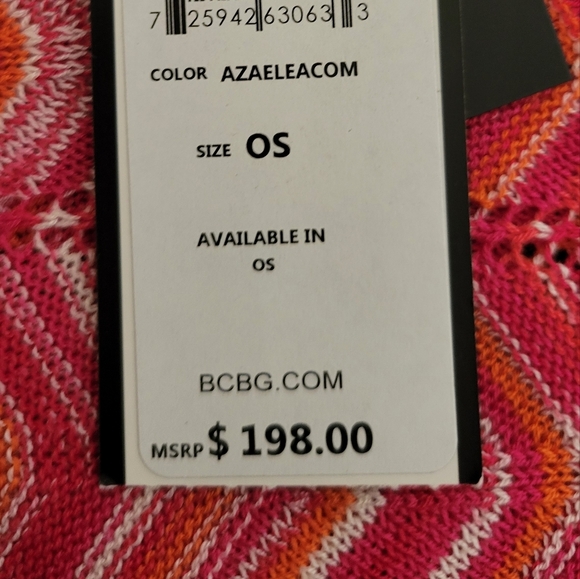 7 25942 63063 3
COLOR AZAELEACOM
SIZE OS
AVAILABLE IN
OS
BCBG.COM
MSRP $ 198.00